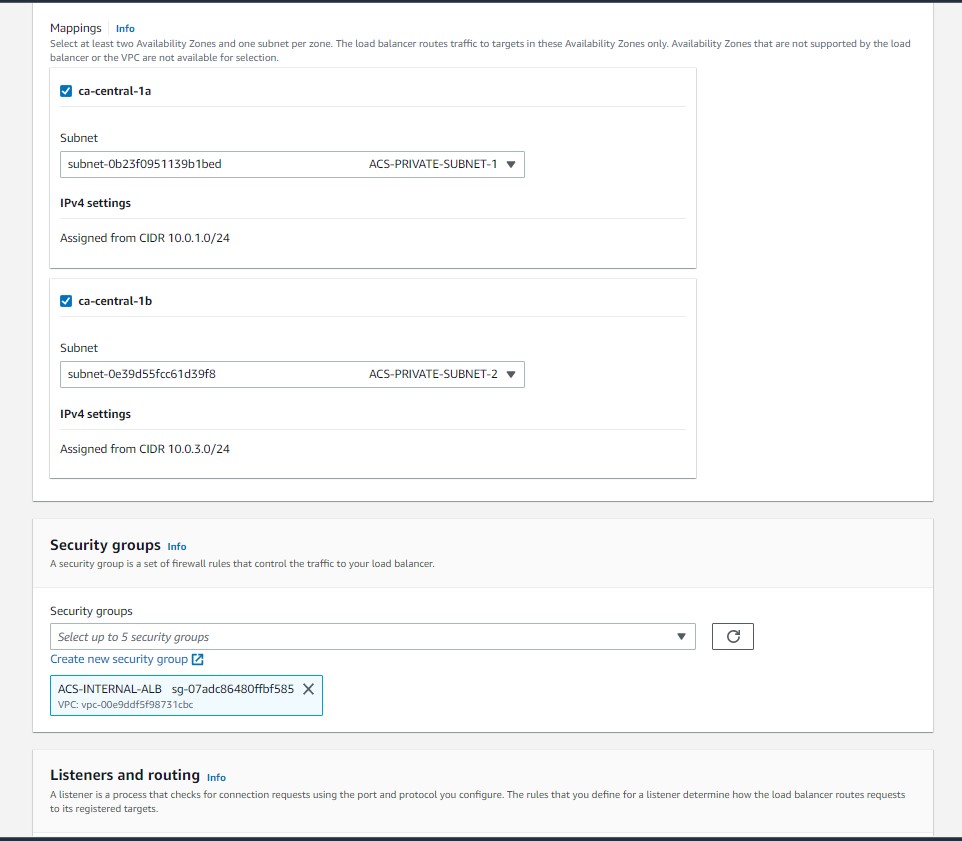 Mappings Info
Select at least two Availability Zones and one subnet per zone. The load balancer routes traffic to targets in these Availability Zones only. Availability Zones that are not supported by the load
balancer or the VPC are not available for selection.
ca-central-1a
Subnet
subnet-0b23f0951139b1bed ACS-PRIVATE-SUBNET-1
IPv4 settings
Assigned from CIDR 10.0.1.0/24
ca-central-1b
Subnet
subnet-0e39d55fcc61d39f8 ACS-PRIVATE-SUBNET-2
IPv4 settings
Assigned from CIDR 10.0.3.0/24
Security groups Info
A security group is a set of firewall rules that control the traffic to your load balancer.
Security groups
Select up to 5 security groups
Create new security group
ACS-INTERNAL-ALB sg-07adc86480ffbf585
VPC: vpc-00e9ddf5f98731cbc
Listeners and routing Info
A listener is a process that checks for connection requests using the port and protocol you configure. The rules that you define for a listener determine how the load balancer routes requests
to its registered targets.